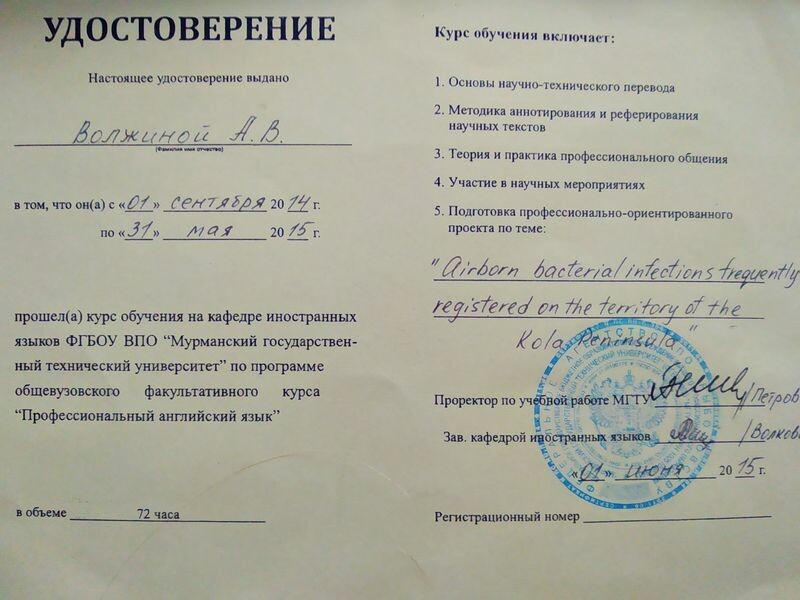 УДОСТОВЕРЕНИЕ
Настоящее удостоверение выдано
Волжиной А. В.
(Фамилия имя отчество)
в том, что он(а) с «01» сентября 2014 г.
по «31» мая 2015 г.
прошел(а) курс обучения на кафедре иностранных
языков ФГБОУ ВПО “Мурманский государствен-
ный технический университет” по программе
общевузовского факультативного курса
“Профессиональный английский язык”
в объеме 72 часа
Курс обучения включает:
1. Основы научно-технического перевода
2. Методика аннотирования и реферирования
научных текстов
3. Теория и практика профессионального общения
4. Участие в научных мероприятиях
5. Подготовка профессионально-ориентированного
проекта по теме:
"Airborn bacterial infections frequently
registered on the territory of the
Kola Peninsula"
Проректор по учебной работе МГТУ /Петров
Зав. кафедрой иностранных языков /Волков
«01» июня 2015 г.
Регистрационный номер